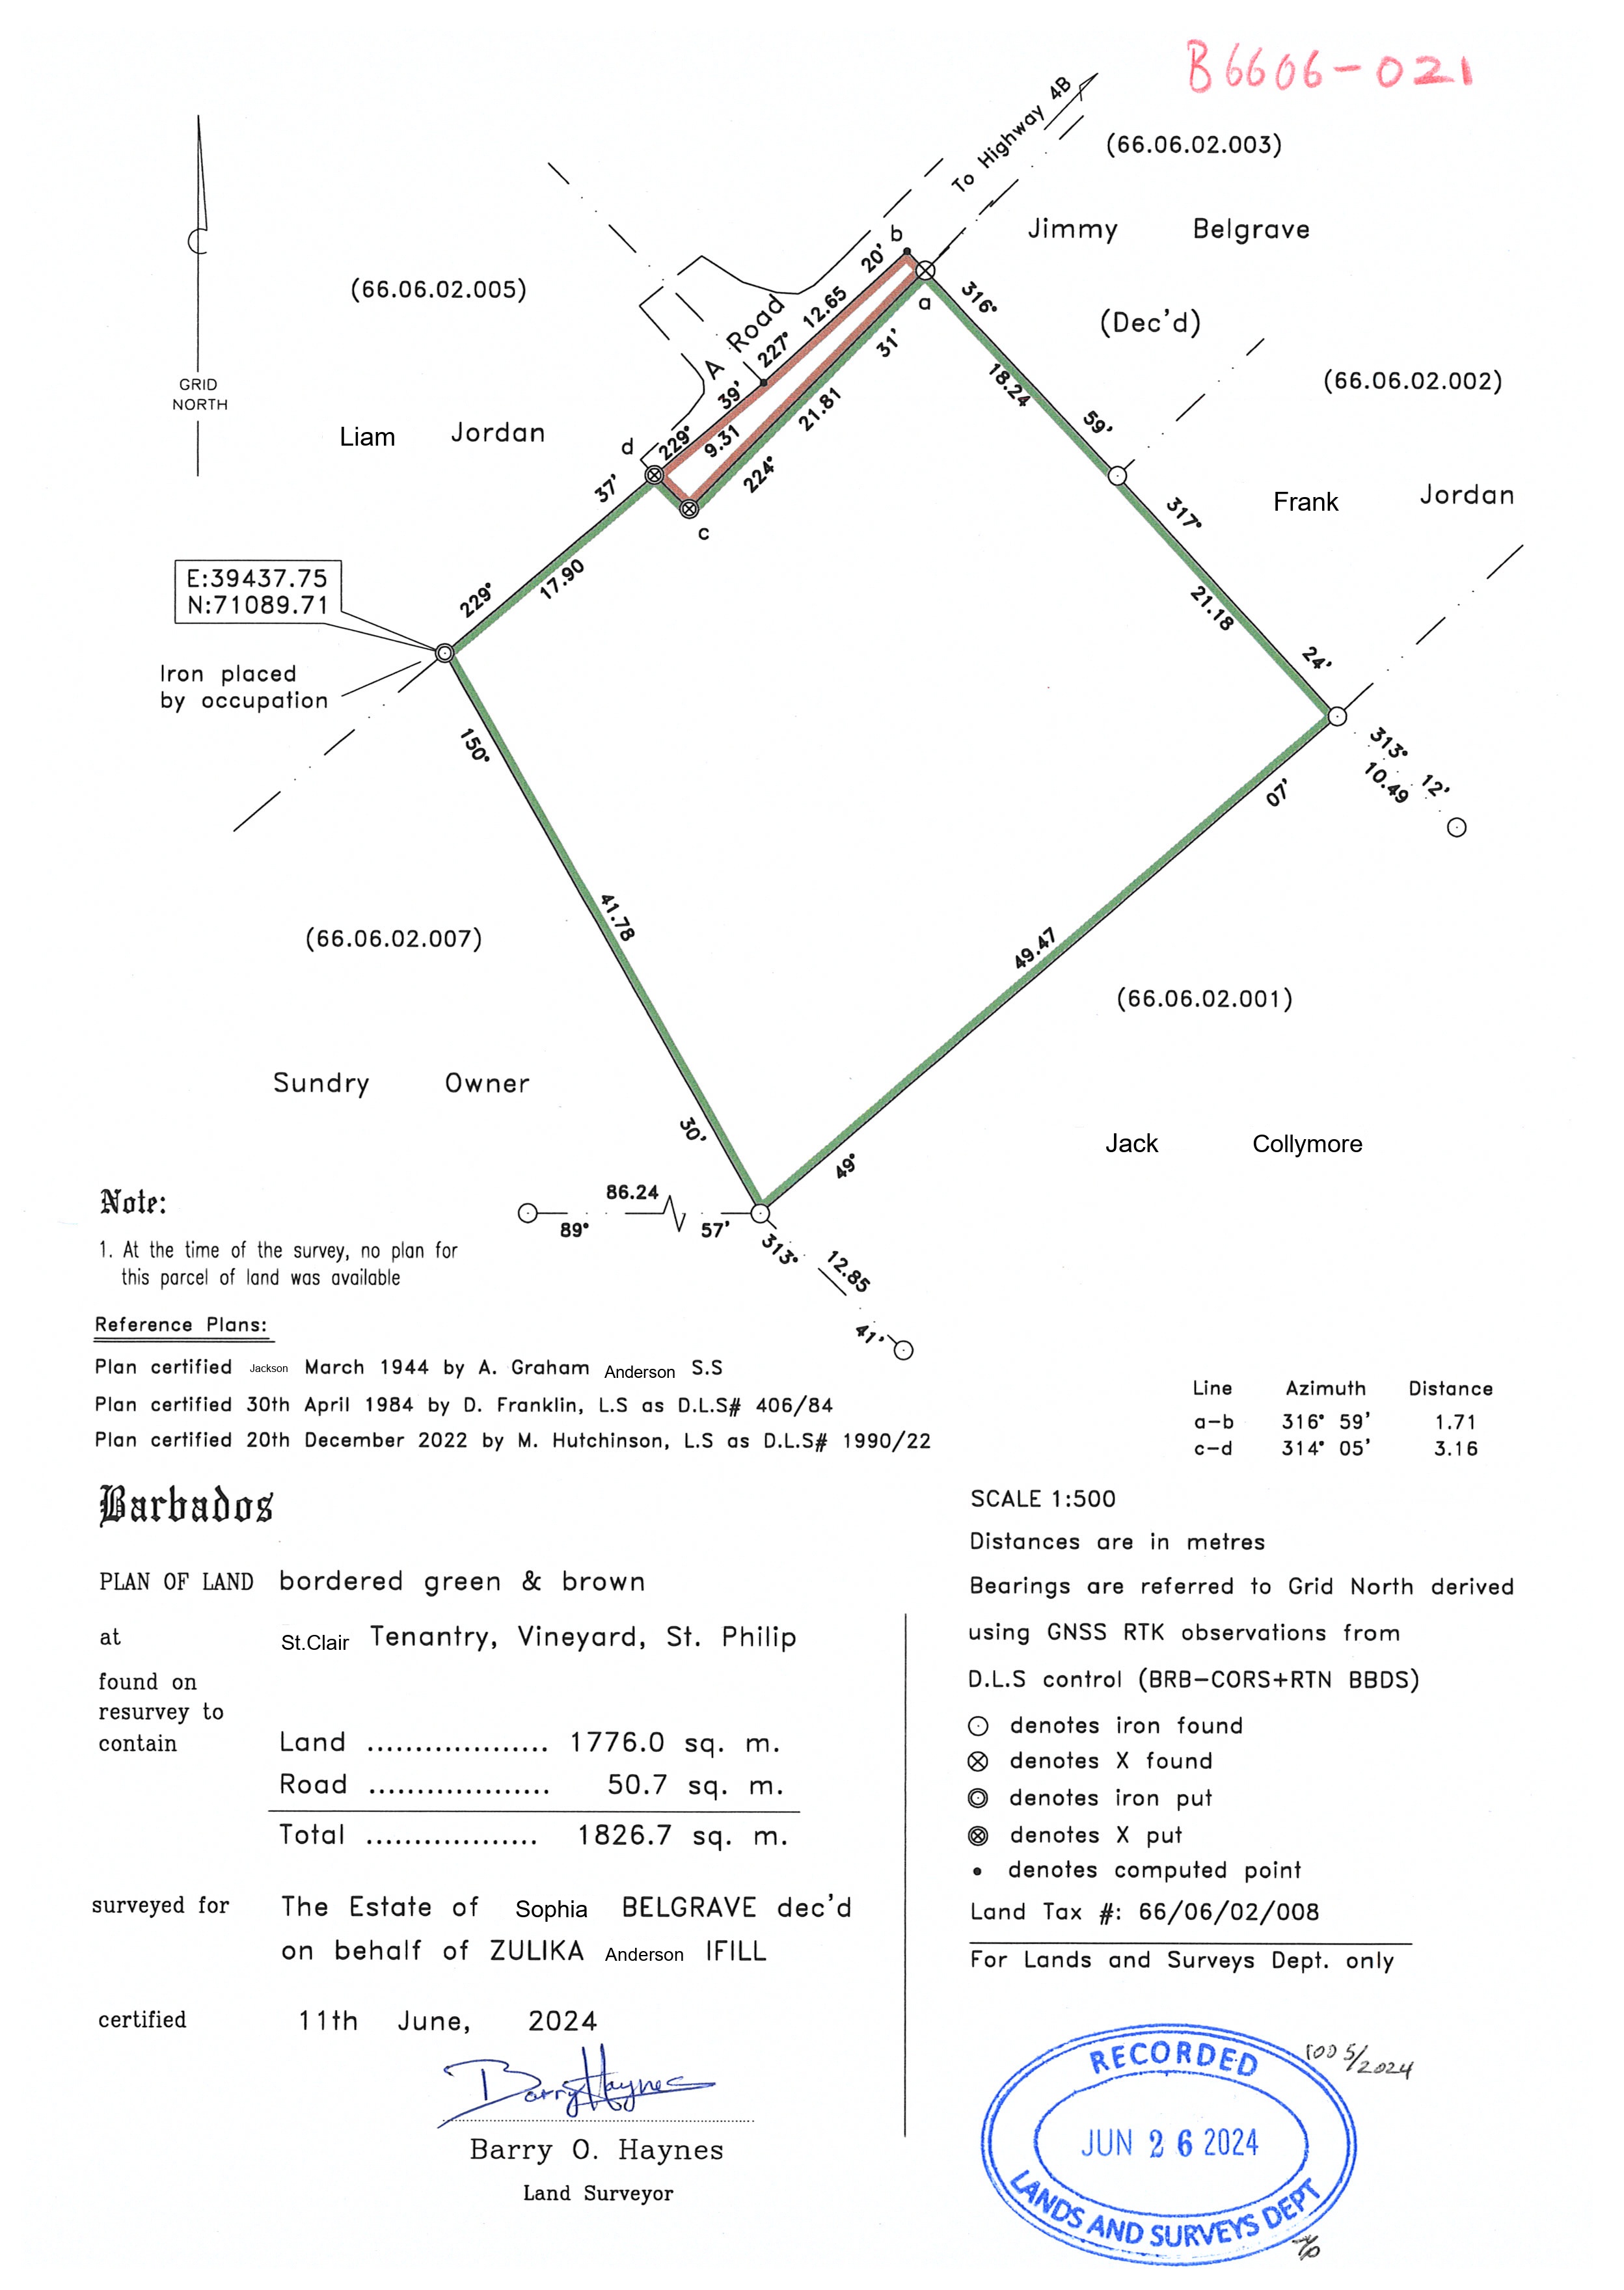 B6606-021
To Highway 4B
(66.06.02.003)
Jimmy Belgrave
(Dec'd)
(66.06.02.005)
(66.06.02.002)
GRID
NORTH
Liam Jordan
A Road
b
20'
12.65
227°
a
316°
18.24
59'
31'
21.81
224°
39'
9.31
229°
d
c
37'
17.90
229°
Frank Jordan
317°
21.18
24'
E:39437.75
N:71089.71
Iron placed
by occupation
313° 12'
10.49
150°
41.78
30'
07'
49.47
49°
(66.06.02.007)
(66.06.02.001)
Sundry Owner
Jack Collymore
86.24
89° 57'
313° 41'
12.85
Note:
1. At the time of the survey, no plan for
this parcel of land was available
Reference Plans:
Plan certified Jackson March 1944 by A. Graham Anderson S.S
Plan certified 30th April 1984 by D. Franklin, L.S as D.L.S# 406/84
Plan certified 20th December 2022 by M. Hutchinson, L.S as D.L.S# 1990/22
Line Azimuth Distance
a-b 316° 59' 1.71
c-d 314° 05' 3.16
Barbados
PLAN OF LAND bordered green & brown
at St.Clair Tenantry, Vineyard, St. Philip
found on
resurvey to
contain
Land ................... 1776.0 sq. m.
Road ................... 50.7 sq. m.
Total .................. 1826.7 sq. m.
surveyed for The Estate of Sophia BELGRAVE dec'd
on behalf of ZULIKA Anderson IFILL
certified 11th June, 2024
Barry Haynes
Barry O. Haynes
Land Surveyor
SCALE 1:500
Distances are in metres
Bearings are referred to Grid North derived
using GNSS RTK observations from
D.L.S control (BRB-CORS+RTN BBDS)
denotes iron found
denotes X found
denotes iron put
denotes X put
denotes computed point
Land Tax #: 66/06/02/008
For Lands and Surveys Dept. only
RECORDED
JUN 26 2024
LANDS AND SURVEYS DEPT
1005/2024